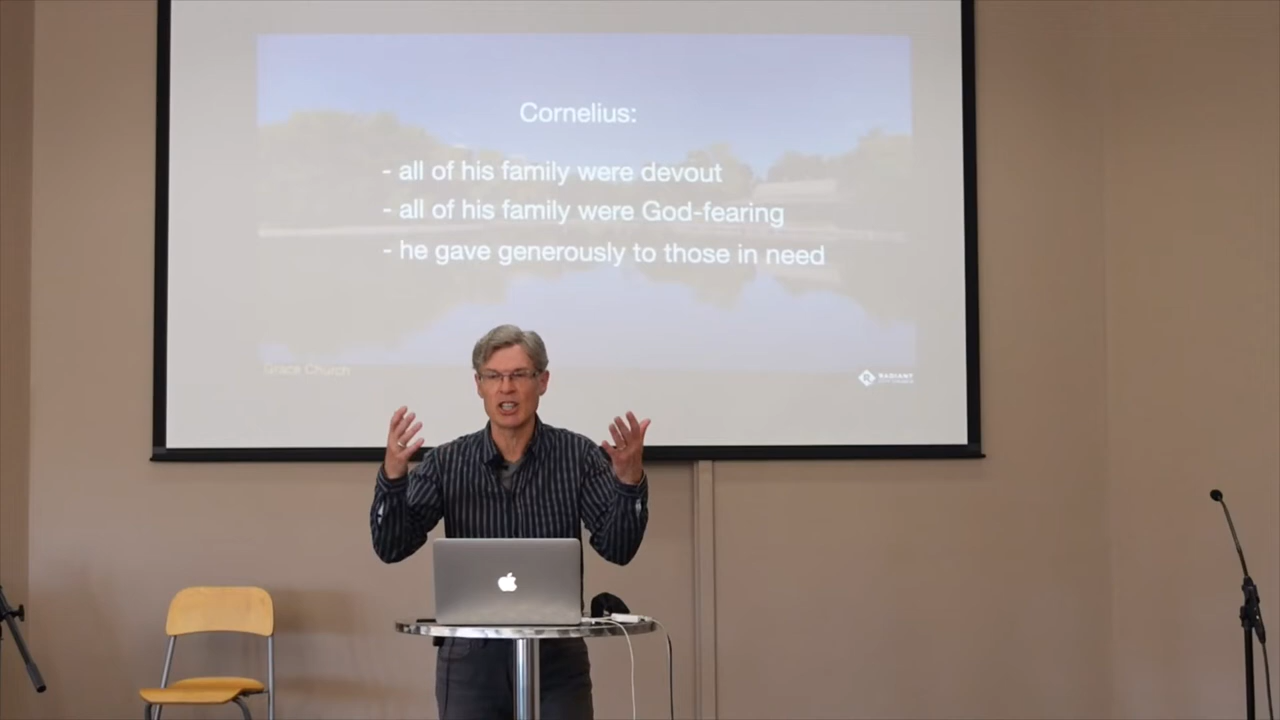 Cornelius:
- all of his family were devout
- all of his family were God-fearing
- he gave generously to those in need
Grace Church
RADIANT